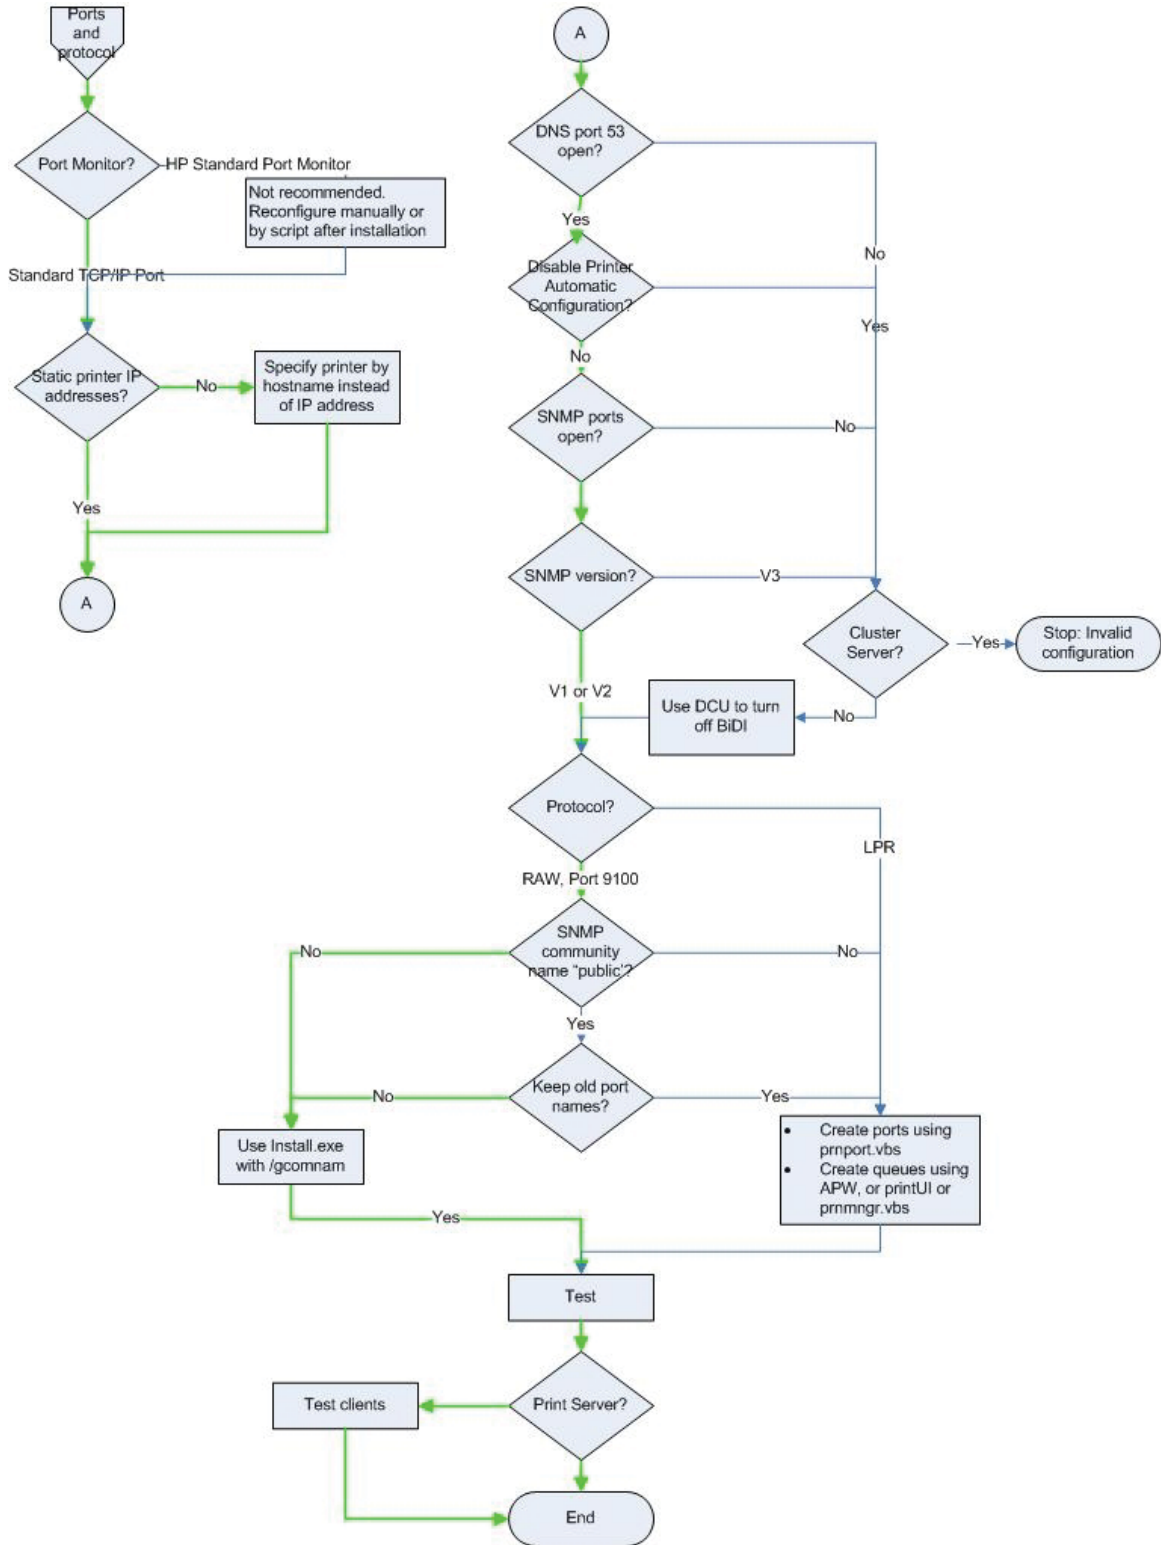 Ports
and
protocol
Port Monitor?
HP Standard Port Monitor
Not recommended.
Reconfigure manually or
by script after installation
Standard TCP/IP Port
Static printer IP
addresses?
No
Specify printer by
hostname instead
of IP address
Yes
A
A
DNS port 53
open?
Yes
No
Disable Printer
Automatic
Configuration?
Yes
No
SNMP ports
open?
No
SNMP version?
V3
Cluster
Server?
Yes
Stop: Invalid
configuration
V1 or V2
Use DCU to turn
off BiDI
No
Protocol?
LPR
RAW, Port 9100
SNMP
community
name "public'?
No
No
Yes
Keep old port
names?
No
Yes
Use Install.exe
with /gcomnam
• Create ports using
prnport.vbs
• Create queues using
APW, or printUI or
prnmngr.vbs
Yes
Test
Print Server?
Test clients
End